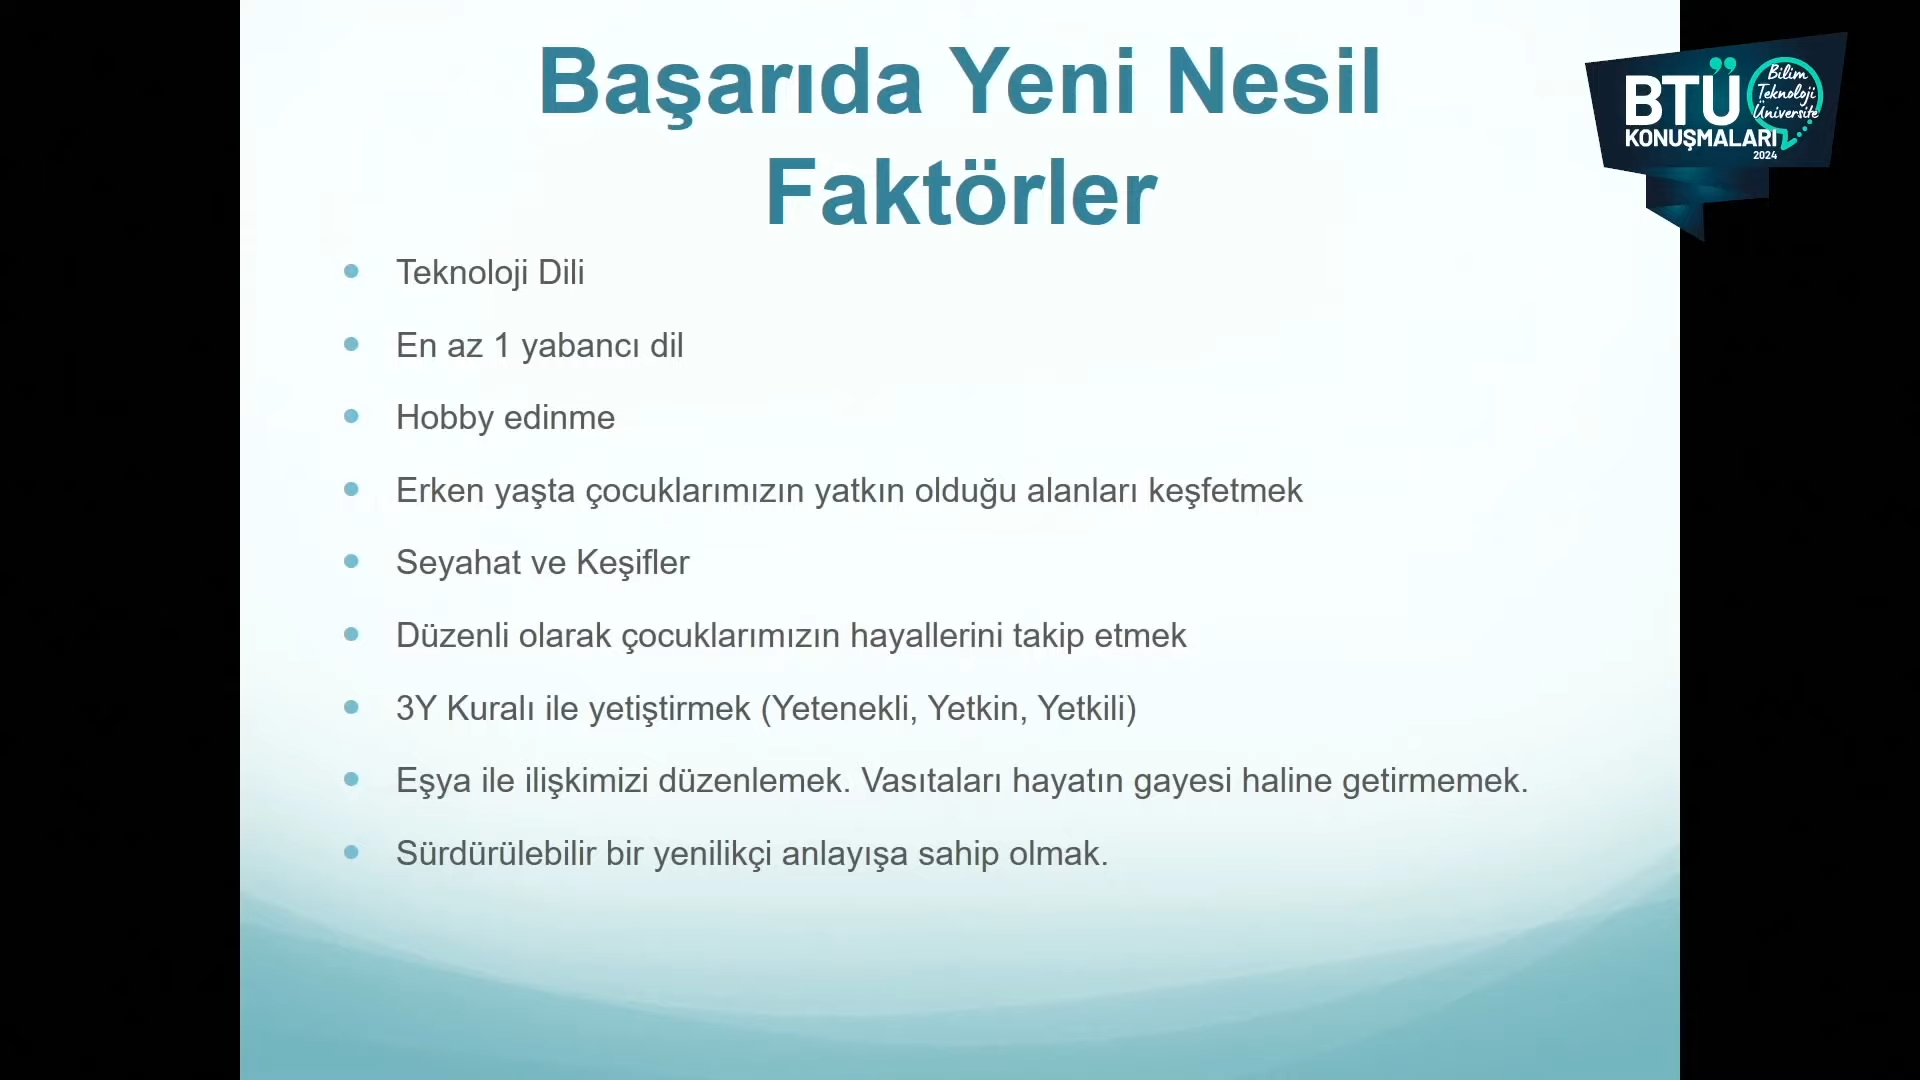 Başarıda Yeni Nesil
Faktörler
BTÜ
KONUŞMALARI
2024
Bilim
Teknoloji
Üniversite
Teknoloji Dili
En az 1 yabancı dil
Hobby edinme
Erken yaşta çocuklarımızın yatkın olduğu alanları keşfetmek
Seyahat ve Keşifler
Düzenli olarak çocuklarımızın hayallerini takip etmek
3Y Kuralı ile yetiştirmek (Yetenekli, Yetkin, Yetkili)
Eşya ile ilişkimizi düzenlemek. Vasıtaları hayatın gayesi haline getirmemek.
Sürdürülebilir bir yenilikçi anlayışa sahip olmak.